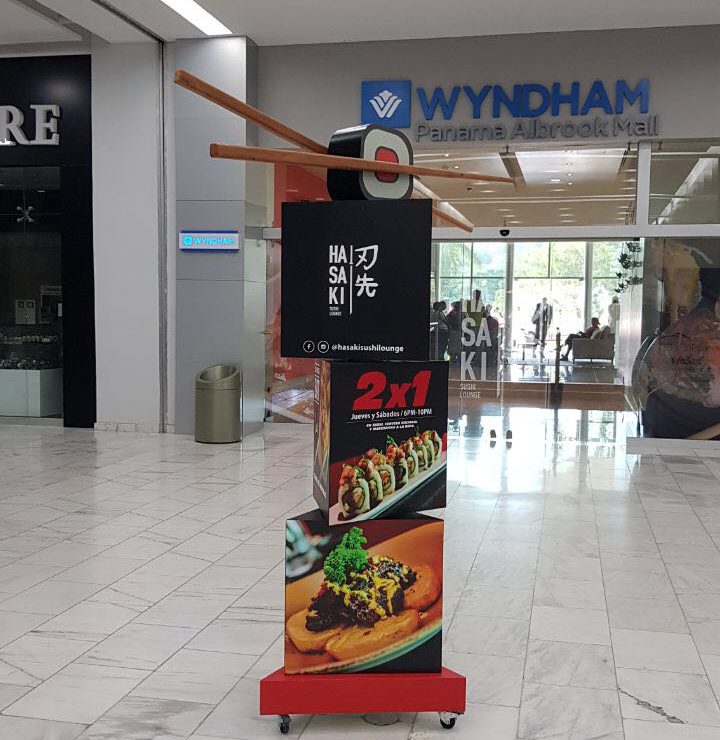 RE
WYNDHAM
Panama Albrook Mall
WYNDHAM
HA
SA
KI
SUSHI
LOUNGE
刃先
@hasakisushilounge
2x1
Jueves y Sábados / 6PM-10PM
SA
KI
SUSHI
LOUNGE